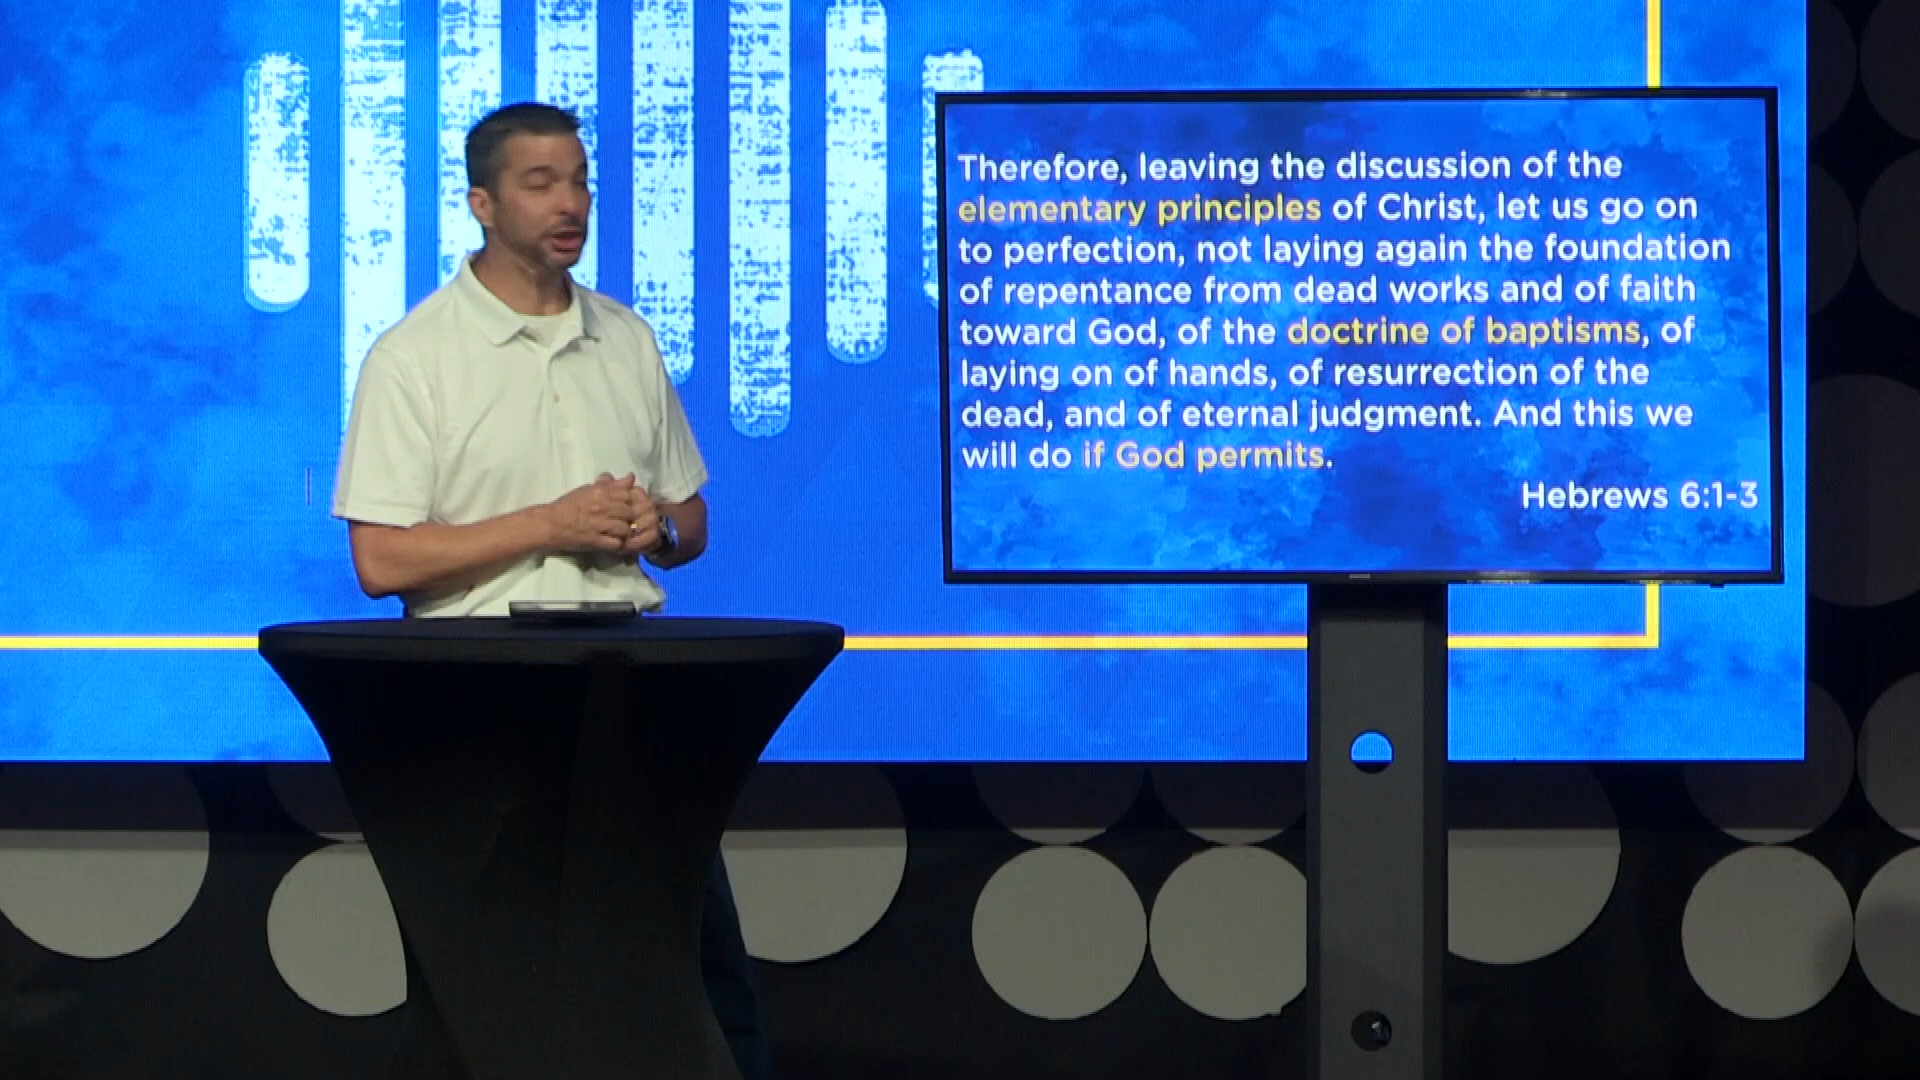 Therefore, leaving the discussion of the
elementary principles of Christ, let us go on
to perfection, not laying again the foundation
of repentance from dead works and of faith
toward God, of the doctrine of baptisms, of
laying on of hands, of resurrection of the
dead, and of eternal judgment. And this we
will do if God permits.
Hebrews 6:1-3